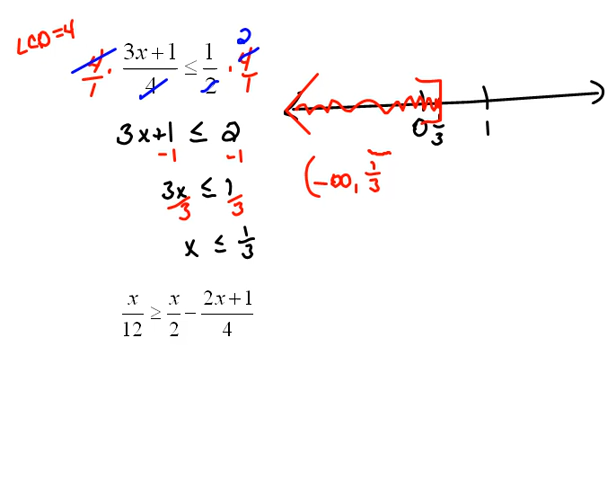 LCD=4
4/1 · (3x+1)/4 ≤ 1/2 · 4/1 2
3x+1 ≤ 2
-1 -1
3x/3 ≤ 1/3
x ≤ 1/3
0 1/3 1
(-∞, 1/3
x/12 ≥ x/2 − (2x+1)/4